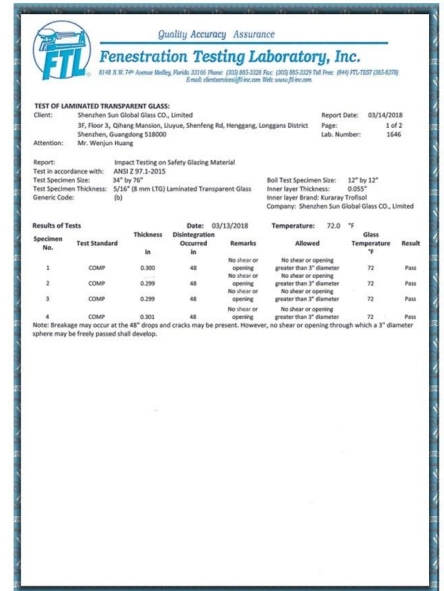 Quality Accuracy Assurance
FTL
Fenestration Testing Laboratory, Inc.
8148 N.W. 74th Avenue Medley, Florida 33166 Phone: (305) 885-3328 Fax: (305) 885-3329 Toll Free: (844) FTL-TEST (385-8378)
E-mail: clientservices@ftl-inc.com Web: www.ftl-inc.com
TEST OF LAMINATED TRANSPARENT GLASS:
Client: Shenzhen Sun Global Glass CO., Limited Report Date: 03/14/2018
3F, Floor 3, Qihang Mansion, Liuyue, Shenfeng Rd, Henggang, Longgans District Page: 1 of 2
Shenzhen, Guangdong 518000 Lab. Number: 1646
Attention: Mr. Wenjun Huang
Report: Impact Testing on Safety Glazing Material
Test in accordance with: ANSI Z 97.1-2015
Test Specimen Size: 34" by 76" Boil Test Specimen Size: 12" by 12"
Test Specimen Thickness: 5/16" (8 mm LTG) Laminated Transparent Glass Inner layer Thickness: 0.055"
Generic Code: (b) Inner layer Brand: Kuraray Trofisol
Company: Shenzhen Sun Global Glass CO., Limited
Results of Tests Date: 03/13/2018 Temperature: 72.0 °F
Specimen No. Test Standard Thickness in Disintegration Occurred in Remarks Allowed Glass Temperature °F Result
1 COMP 0.300 48 No shear or opening No shear or opening greater than 3" diameter 72 Pass
2 COMP 0.299 48 No shear or opening No shear or opening greater than 3" diameter 72 Pass
3 COMP 0.299 48 No shear or opening No shear or opening greater than 3" diameter 72 Pass
4 COMP 0.301 48 No shear or opening No shear or opening greater than 3" diameter 72 Pass
Note: Breakage may occur at the 48" drops and cracks may be present. However, no shear or opening through which a 3" diameter
sphere may be freely passed shall develop.